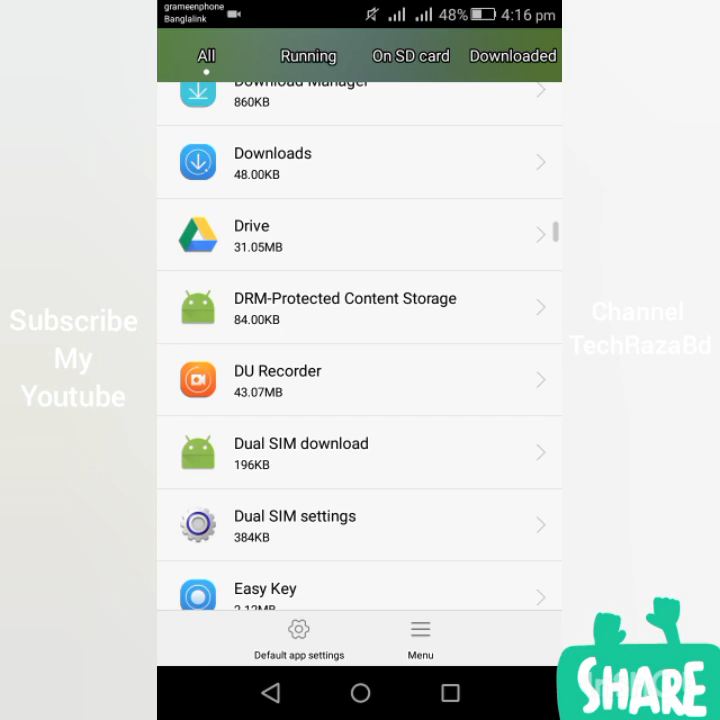 grameenphone
Banglalink
48% 4:16 pm
All Running On SD card Downloaded
Download Manager
860KB
Downloads
48.00KB
Drive
31.05MB
DRM-Protected Content Storage
84.00KB
DU Recorder
43.07MB
Dual SIM download
196KB
Dual SIM settings
384KB
Easy Key
2.12MB
Default app settings Menu
Subscribe
My
Youtube
Channel
TechRazaBd
SHARE